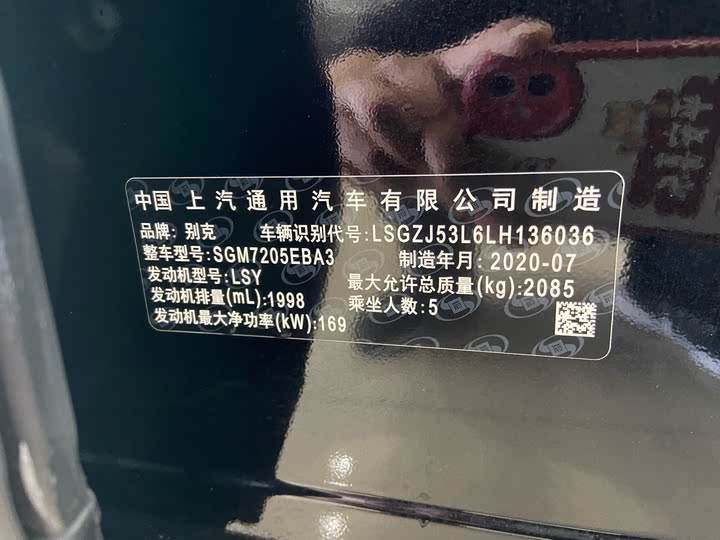 中国 上汽通用汽车有限公司制造
品牌: 别克 车辆识别代号:LSGZJ53L6LH136036
整车型号:SGM7205EBA3 制造年月: 2020-07
发动机型号:LSY 最大允许总质量(kg):2085
发动机排量(mL):1998 乘坐人数:5
发动机最大净功率(kW):169